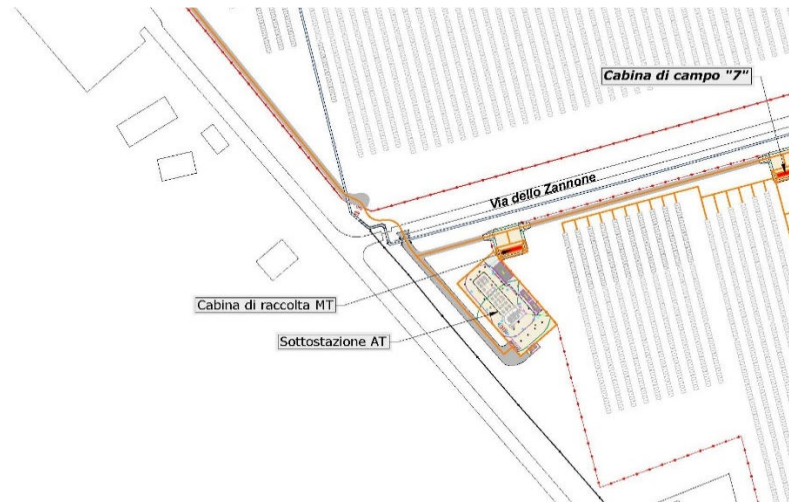 Cabina di campo "7"
Via dello Zannone
Cabina di raccolta MT
Sottostazione AT